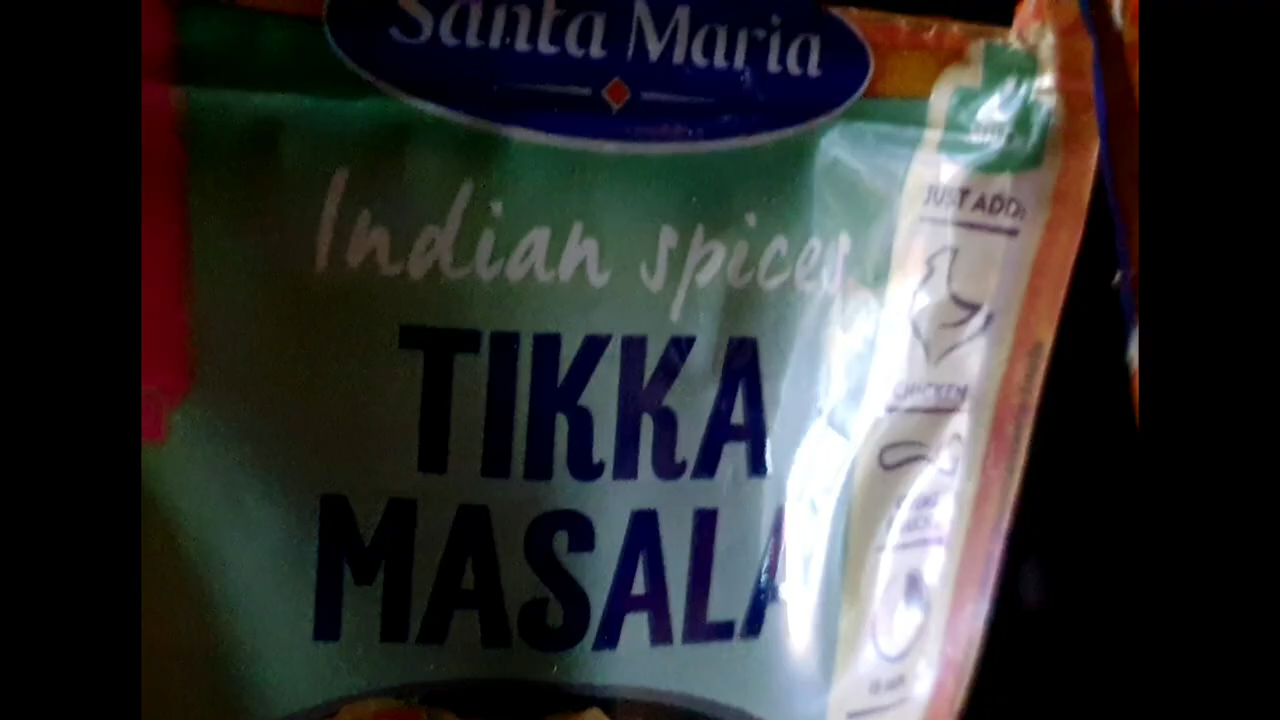 Santa Maria
Indian spices
TIKKA
MASALA
JUST ADD:
CHICKEN